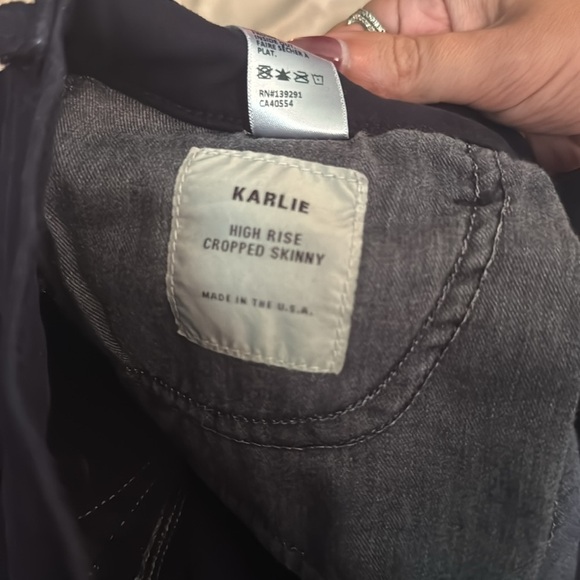 FAIRE SÉCHER À
PLAT.
RN#139291
CA40554
KARLIE
HIGH RISE
CROPPED SKINNY
MADE IN THE U.S.A.